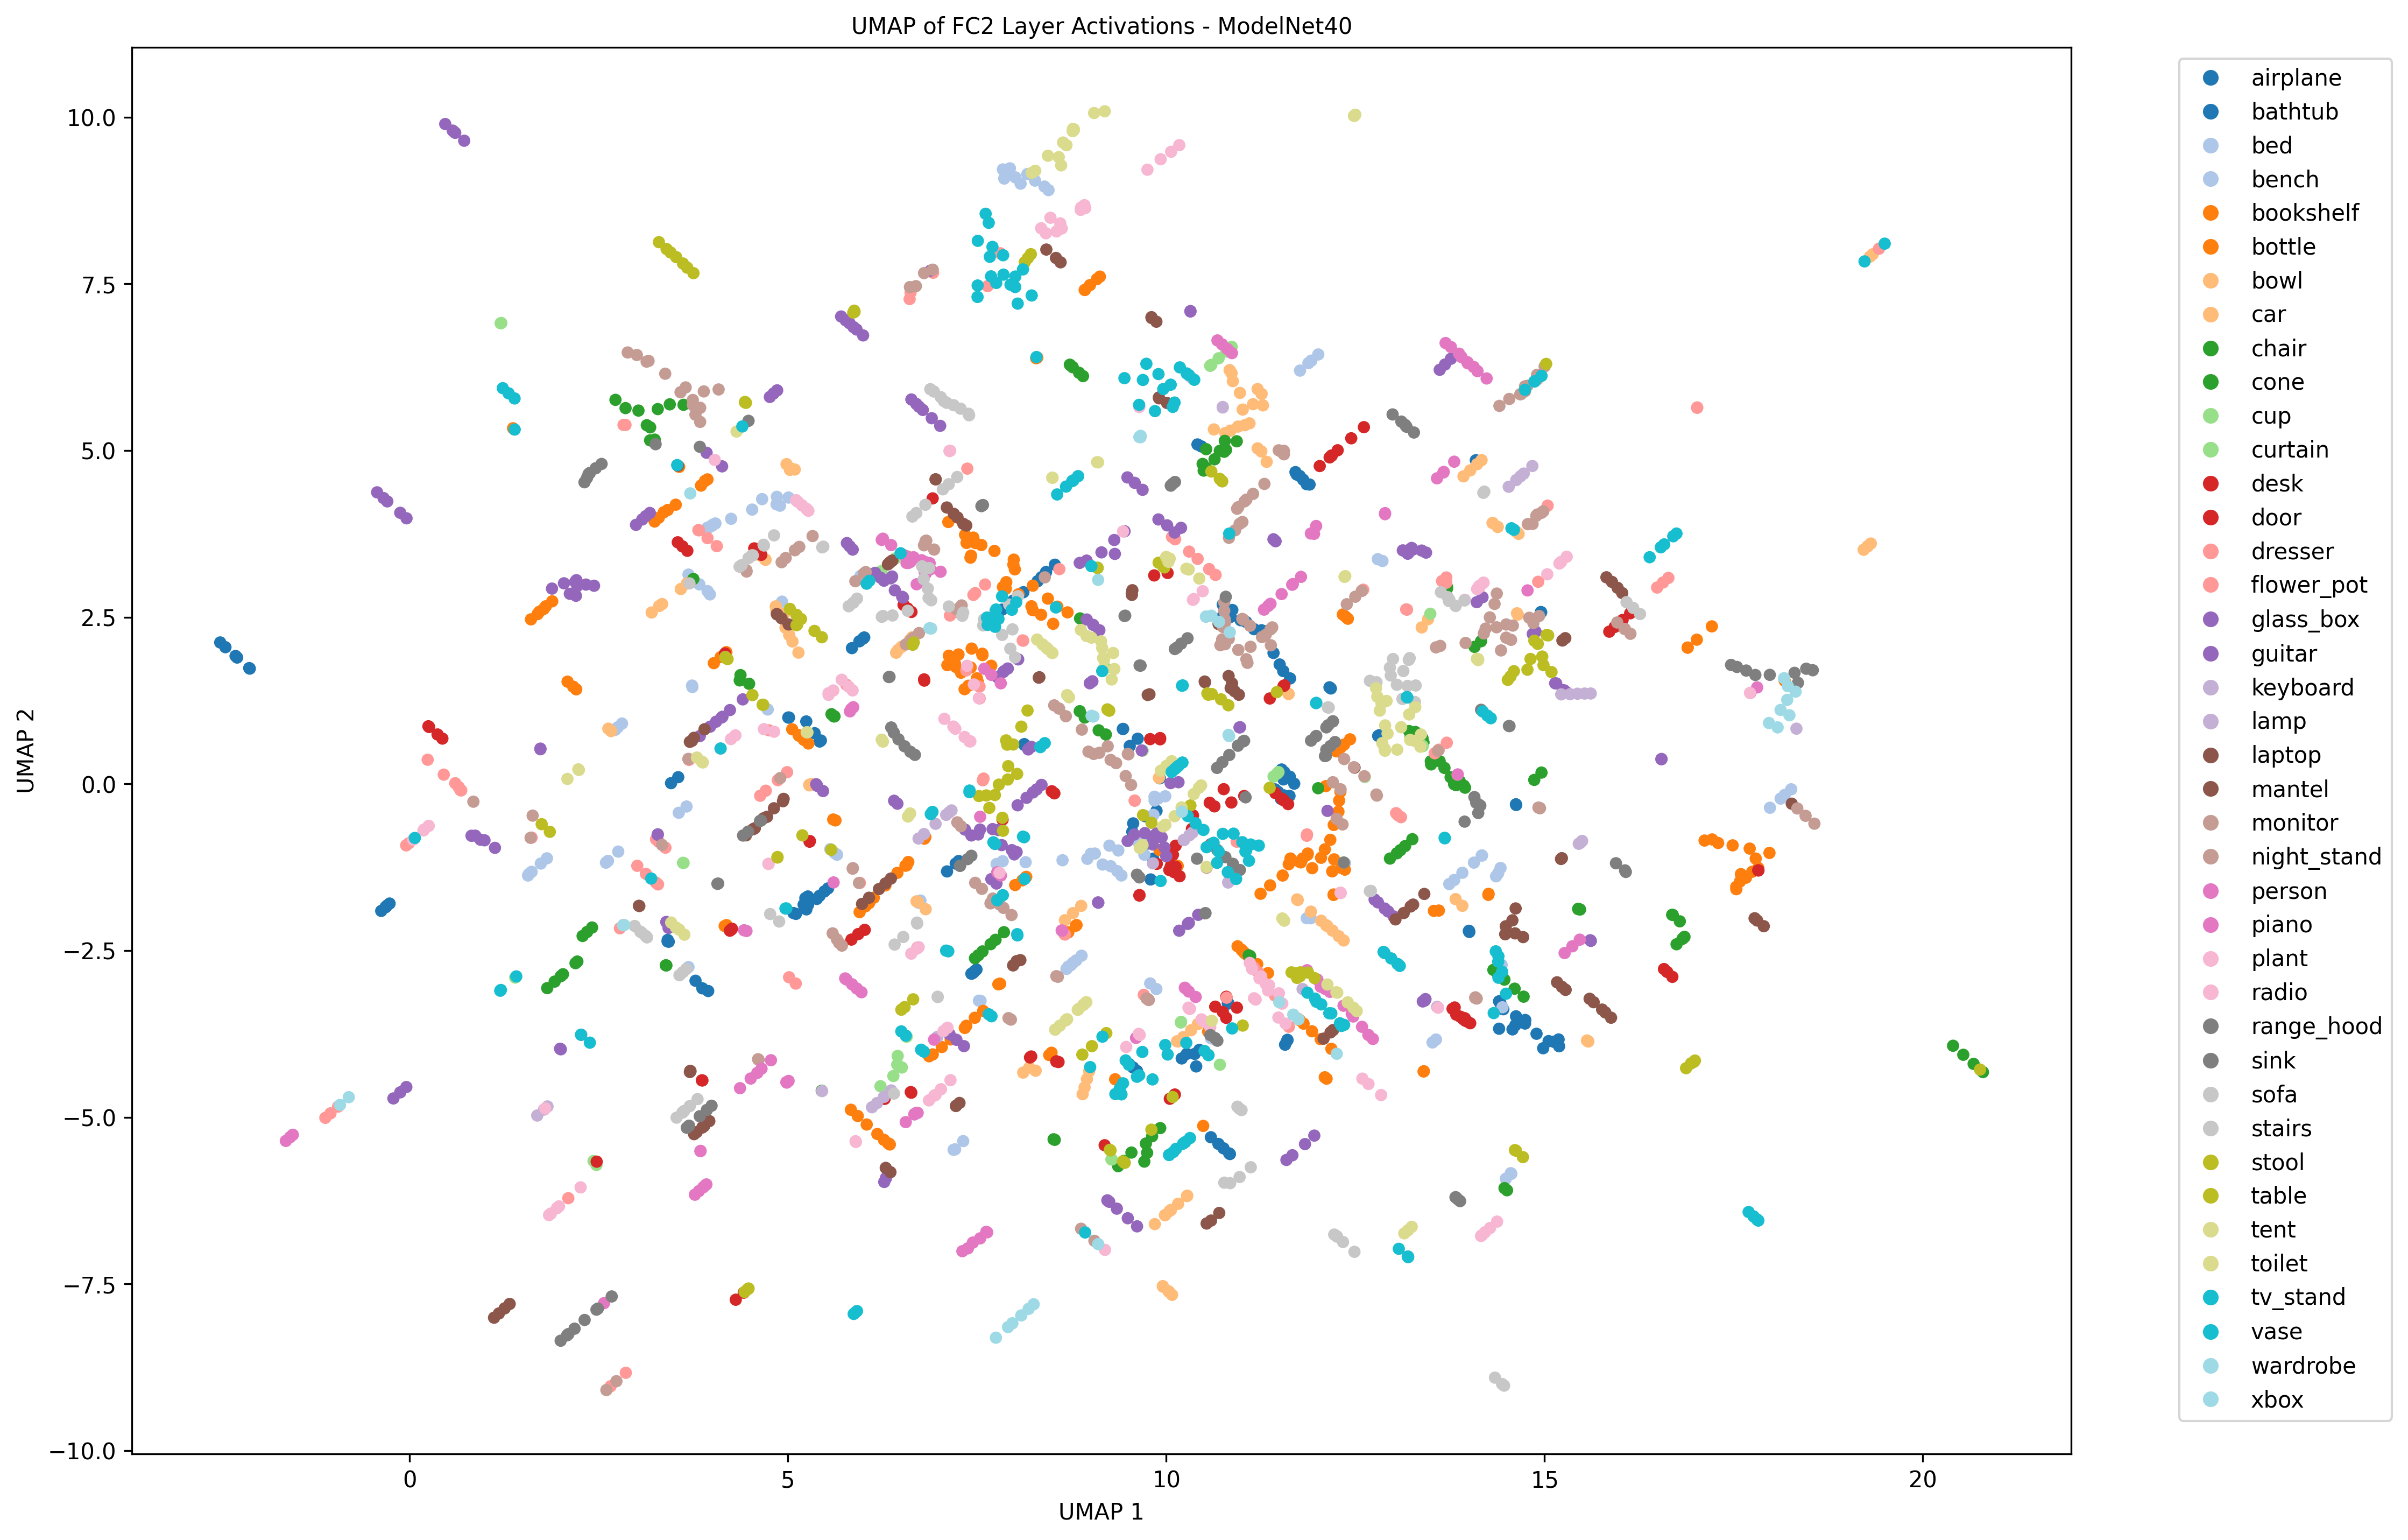 UMAP of FC2 Layer Activations - ModelNet40
10.0
7.5
5.0
2.5
0.0
−2.5
−5.0
−7.5
−10.0
UMAP 2
0
5
10
15
20
UMAP 1
airplane
bathtub
bed
bench
bookshelf
bottle
bowl
car
chair
cone
cup
curtain
desk
door
dresser
flower_pot
glass_box
guitar
keyboard
lamp
laptop
mantel
monitor
night_stand
person
piano
plant
radio
range_hood
sink
sofa
stairs
stool
table
tent
toilet
tv_stand
vase
wardrobe
xbox